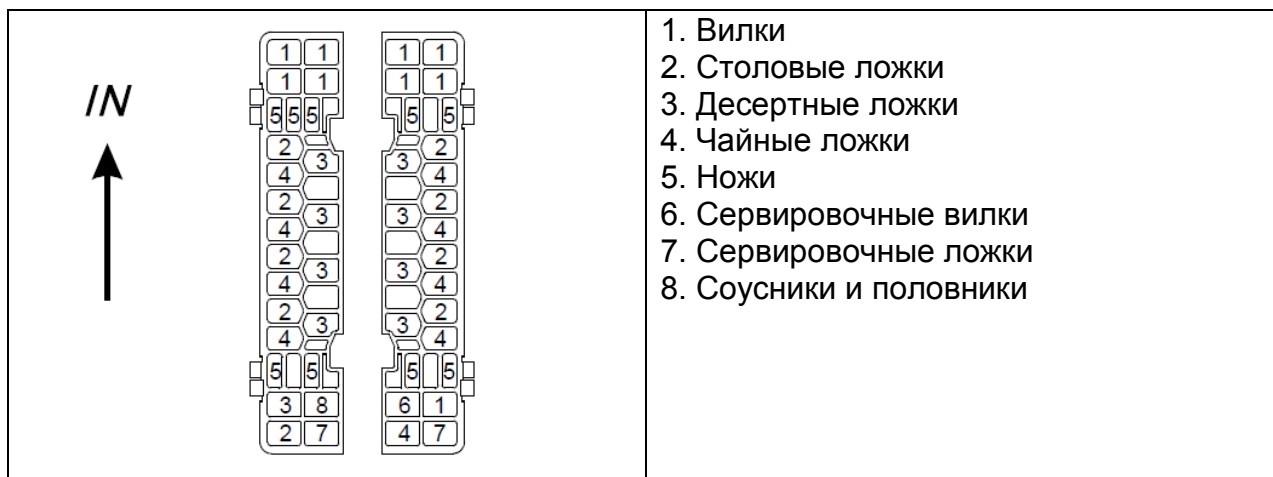 IN
1 1 1 1
1 1 1 1
5 5 5 5 5
2 2
3 3
4 4
2 2
3 3
4 4
2 2
3 3
4 4
2 2
3 3
4 4
5 5 5 5
3 8 6 1
2 7 4 7
1. Вилки
2. Столовые ложки
3. Десертные ложки
4. Чайные ложки
5. Ножи
6. Сервировочные вилки
7. Сервировочные ложки
8. Соусники и половники